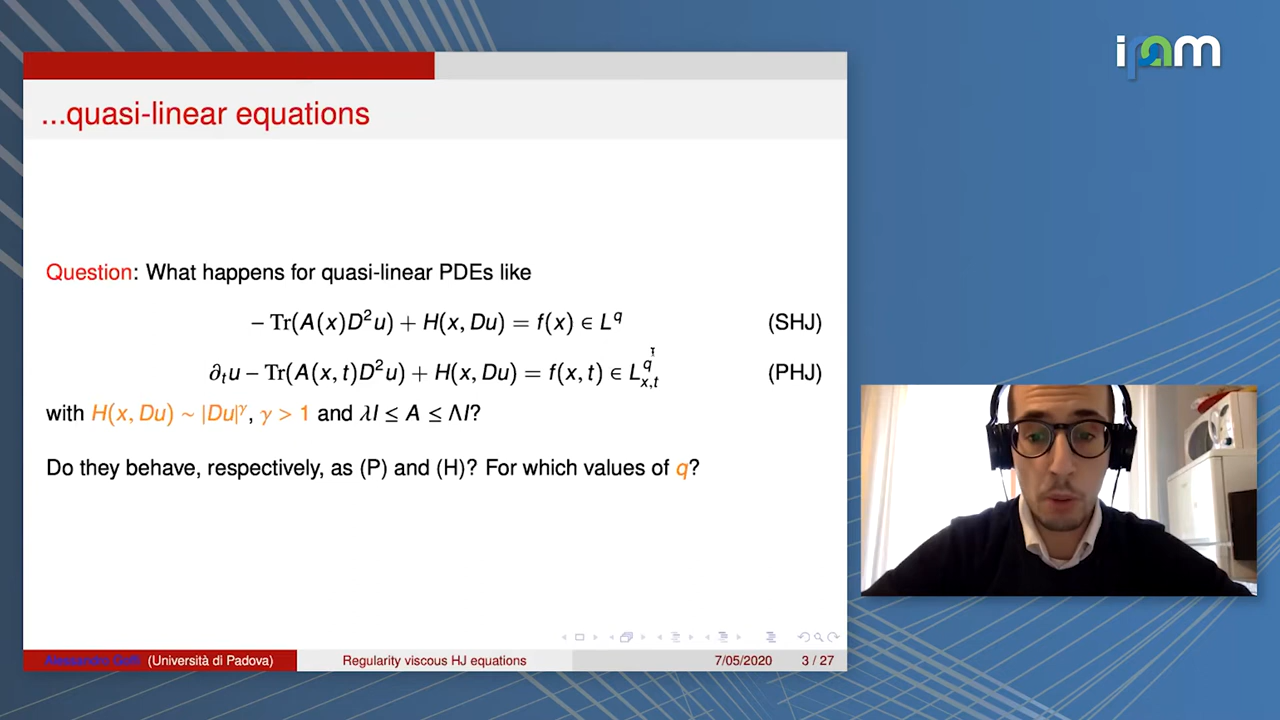 ipam
...quasi-linear equations
Question: What happens for quasi-linear PDEs like
− Tr(A(x)D²u) + H(x, Du) = f(x) ∈ L^q (SHJ)
∂ₜu − Tr(A(x, t)D²u) + H(x, Du) = f(x, t) ∈ L^q_{x,t} (PHJ)
with H(x, Du) ~ |Du|^γ, γ > 1 and λI ≤ A ≤ ΛI?
Do they behave, respectively, as (P) and (H)? For which values of q?
Alessandro Goffi (Università di Padova) Regularity viscous HJ equations 7/05/2020 3 / 27